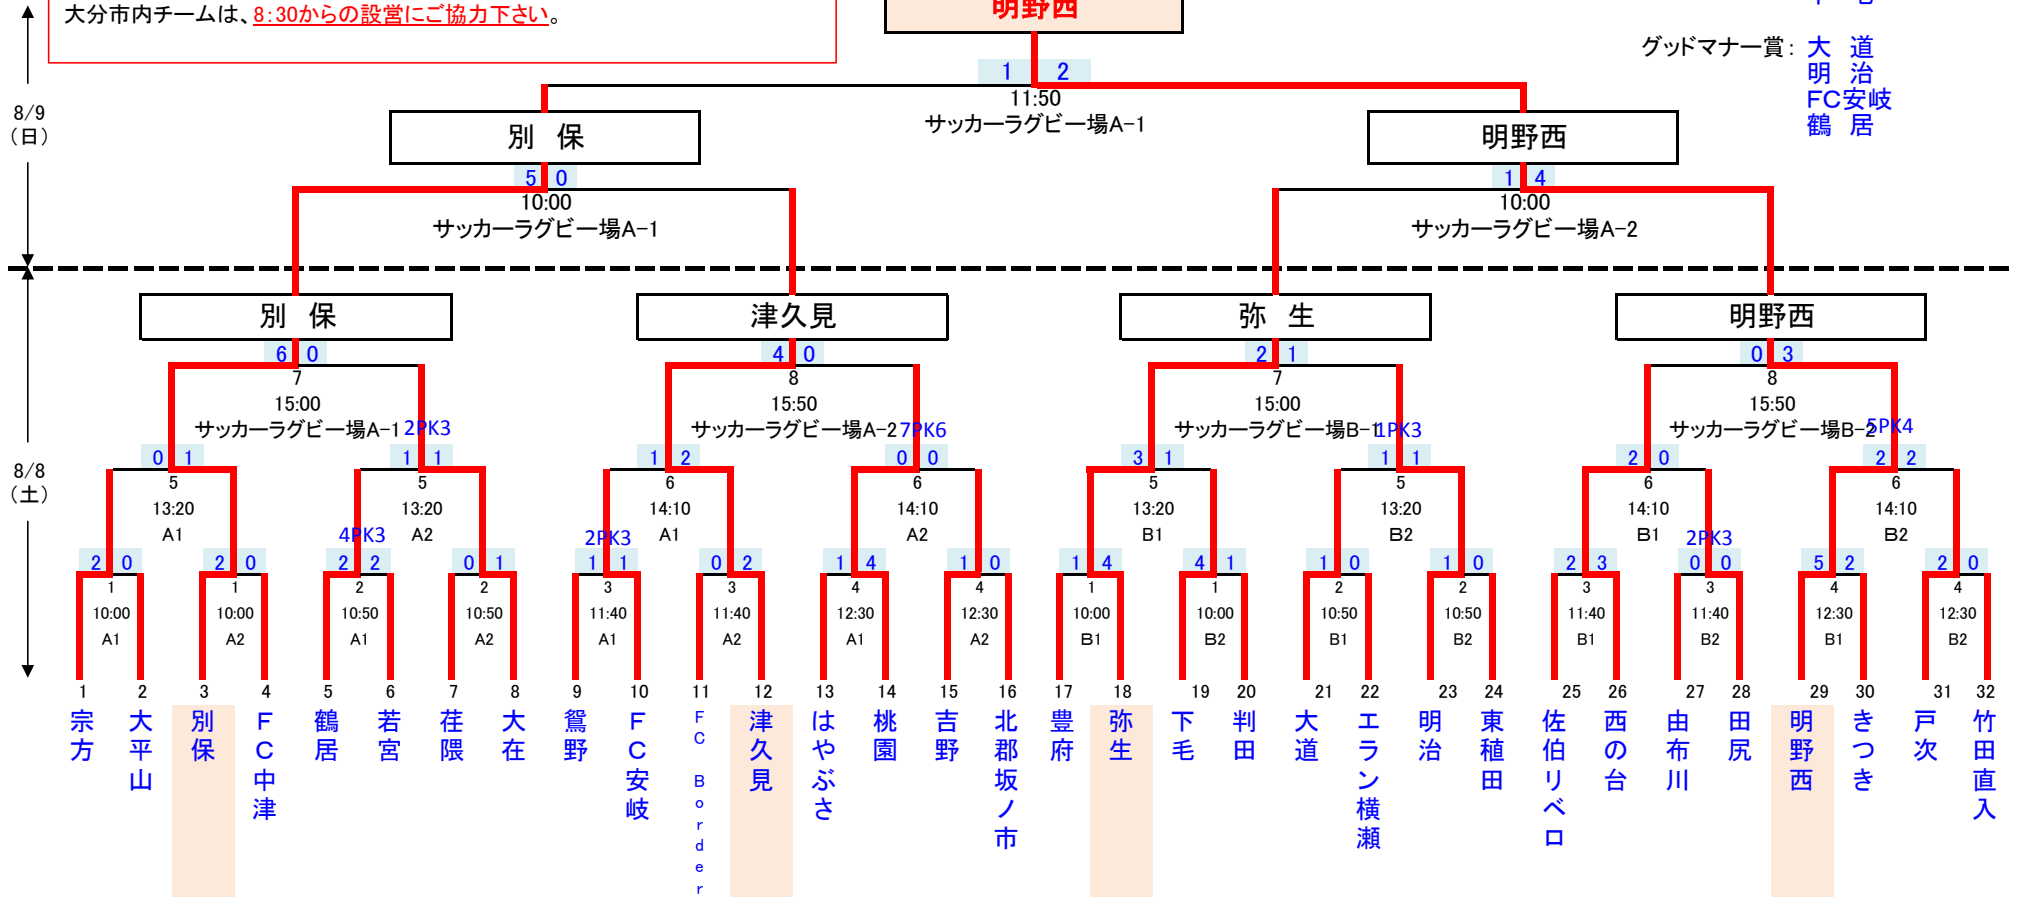 大分市内チームは、8:30からの設営にご協力下さい。
明野西
グッドマナー賞：
大 道
明 治
FC安岐
鶴 居
1 2
11:50
サッカーラグビー場A-1
8/9
（日）
別 保
明野西
5 0
10:00
サッカーラグビー場A-1
1 4
10:00
サッカーラグビー場A-2
別 保
津久見
弥 生
明野西
6 0
4 0
2 1
0 3
7
8
7
8
15:00
15:50
15:00
15:50
サッカーラグビー場A-1
2PK3
サッカーラグビー場A-2
7PK6
サッカーラグビー場B-1
1PK3
サッカーラグビー場B-2
5PK4
8/8
（土）
0 1
1 1
1 2
0 0
3 1
1 1
2 0
2 2
5
5
6
6
5
5
6
6
13:20
13:20
14:10
14:10
13:20
13:20
14:10
14:10
A1
A2
A1
A2
B1
B2
B1
B2
4PK3
2PK3
2PK3
2 0
2 0
2 2
0 1
1 1
0 2
1 4
1 0
1 4
4 1
1 0
1 0
2 3
0 0
5 2
2 0
1
1
2
2
3
3
4
4
1
1
2
2
3
3
4
4
10:00
10:00
10:50
10:50
11:40
11:40
12:30
12:30
10:00
10:00
10:50
10:50
11:40
11:40
12:30
12:30
A1
A2
A1
A2
A1
A2
A1
A2
B1
B2
B1
B2
B1
B2
B1
B2
1 2 3 4 5 6 7 8 9 10 11 12 13 14 15 16 17 18 19 20 21 22 23 24 25 26 27 28 29 30 31 32
宗方
大平山
別保
FC中津
鶴居
若宮
荏隈
大在
鴛野
FC安岐
FC Border
津久見
はやぶさ
桃園
吉野
北郡坂ノ市
豊府
弥生
下毛
判田
大道
エラン横瀬
明治
東稙田
佐伯リベロ
西の台
由布川
田尻
明野西
きつき
戸次
竹田直入